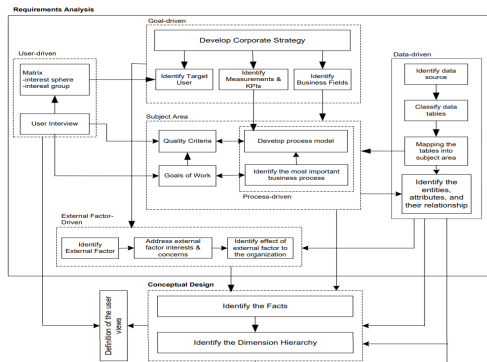 Requirements Analysis
Goal-driven
Develop Corporate Strategy
Identify Target
User
Identify
Measurements &
KPIs
Identify
Business Fields
User-driven
Matrix
-interest sphere
-interest group
User Interview
Data-driven
Identify data
source
Classify data
tables
Mapping the
tables into
subject area
Identify the
entities,
attributes, and
their relationship
Subject Area
Quality Criteria
Develop process model
Goals of Work
Identify the most important
business process
Process-driven
External Factor-
Driven
Identify
External Factor
Address external
factor interests &
concerns
Identify effect of
external factor to
the organization
Conceptual Design
Identify the Facts
Identify the Dimension Hierarchy
Definition of the user
views